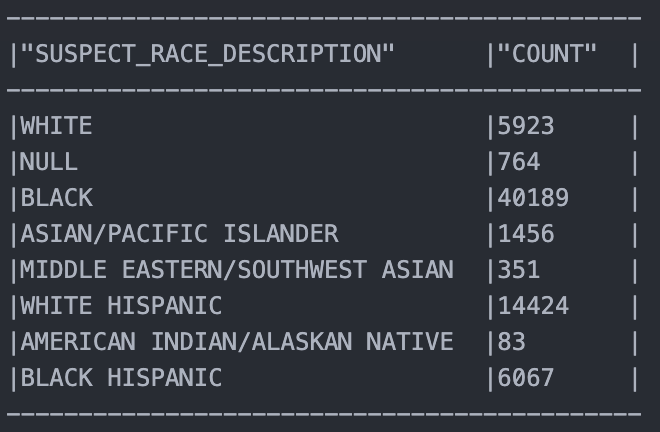 |"SUSPECT_RACE_DESCRIPTION" |"COUNT" |
|WHITE |5923 |
|NULL |764 |
|BLACK |40189 |
|ASIAN/PACIFIC ISLANDER |1456 |
|MIDDLE EASTERN/SOUTHWEST ASIAN |351 |
|WHITE HISPANIC |14424 |
|AMERICAN INDIAN/ALASKAN NATIVE |83 |
|BLACK HISPANIC |6067 |